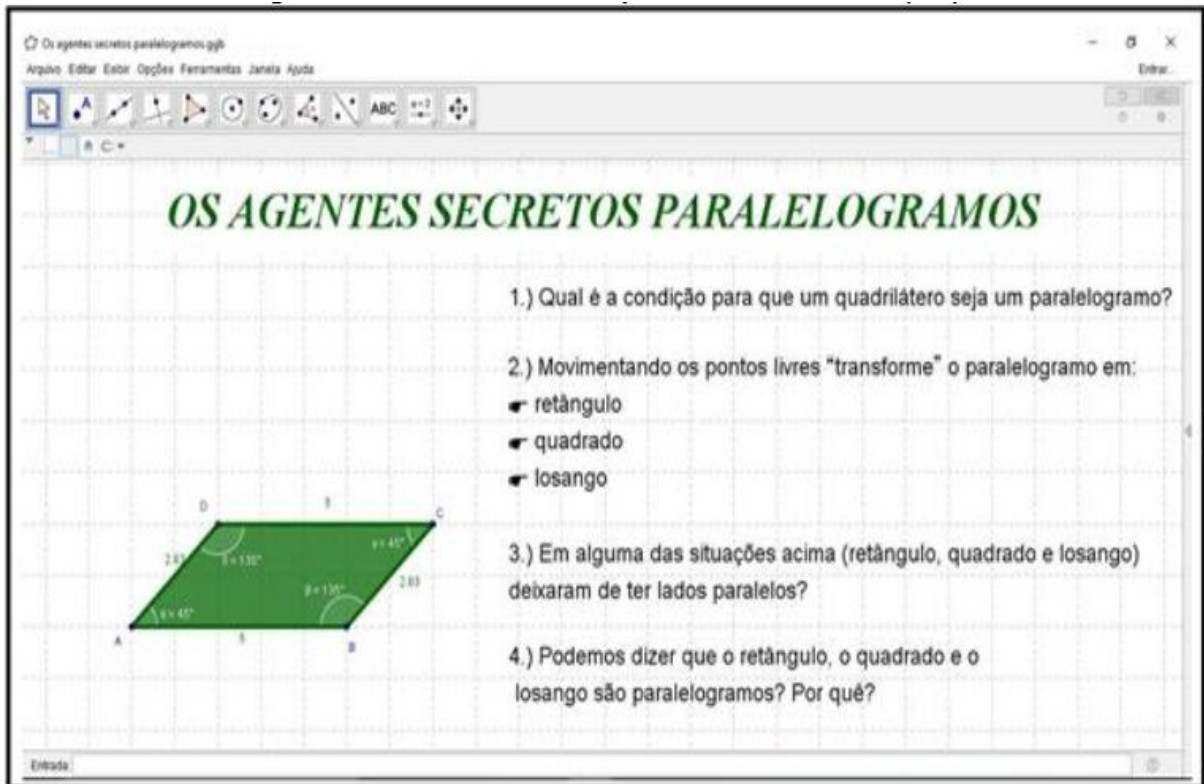 Os agentes secretos paralelogramos.ggb
Arquivo Editar Exibir Opções Ferramentas Janela Ajuda
Entrar...
ABC
a=2
OS AGENTES SECRETOS PARALELOGRAMOS
1.) Qual é a condição para que um quadrilátero seja um paralelogramo?
2.) Movimentando os pontos livres “transforme” o paralelogramo em:
☛ retângulo
☛ quadrado
☛ losango
3.) Em alguma das situações acima (retângulo, quadrado e losango)
deixaram de ter lados paralelos?
4.) Podemos dizer que o retângulo, o quadrado e o
losango são paralelogramos? Por quê?
D
5
C
2.83
δ = 135°
γ = 45°
β = 135°
2.83
α = 45°
A
5
B
Entrada: